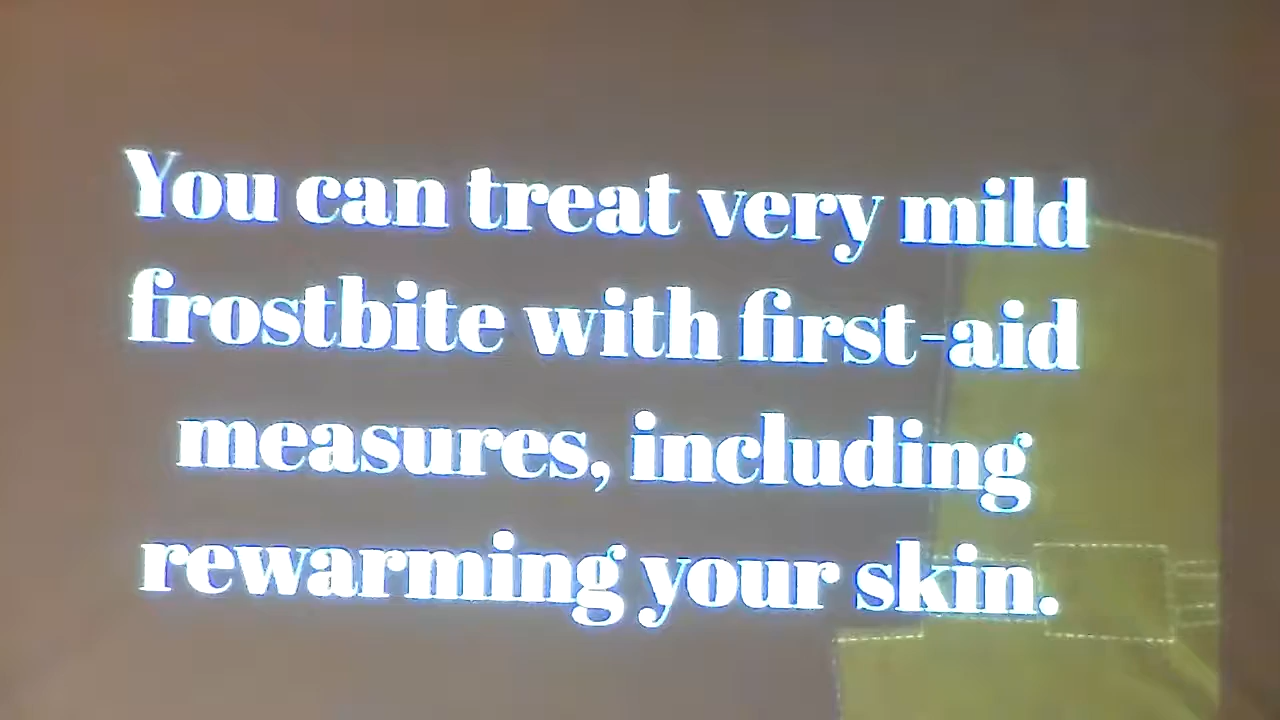 You can treat very mild
frostbite with first-aid
measures, including
rewarming your skin.